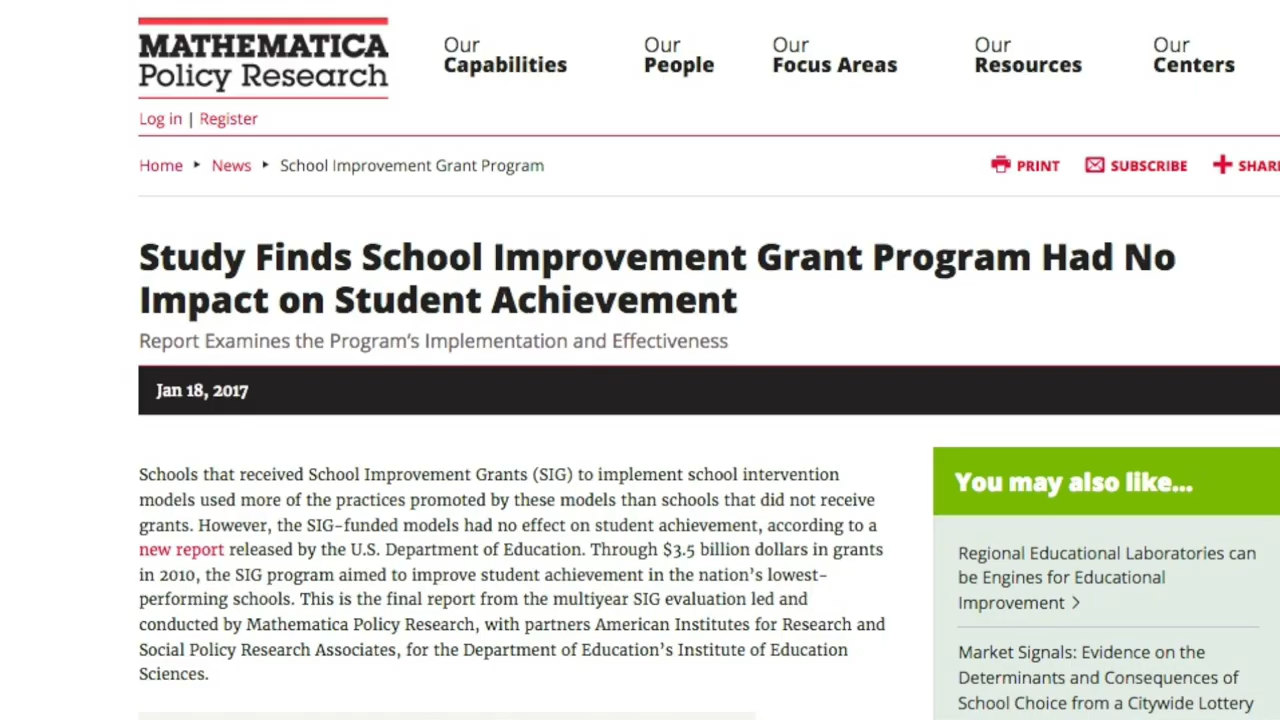 MATHEMATICA
Policy Research
Our
Capabilities
Our
People
Our
Focus Areas
Our
Resources
Our
Centers
Log in | Register
Home ▸ News ▸ School Improvement Grant Program
PRINT SUBSCRIBE SHARE
Study Finds School Improvement Grant Program Had No
Impact on Student Achievement
Report Examines the Program's Implementation and Effectiveness
Jan 18, 2017
Schools that received School Improvement Grants (SIG) to implement school intervention
models used more of the practices promoted by these models than schools that did not receive
grants. However, the SIG-funded models had no effect on student achievement, according to a
new report released by the U.S. Department of Education. Through $3.5 billion dollars in grants
in 2010, the SIG program aimed to improve student achievement in the nation's lowest-
performing schools. This is the final report from the multiyear SIG evaluation led and
conducted by Mathematica Policy Research, with partners American Institutes for Research and
Social Policy Research Associates, for the Department of Education's Institute of Education
Sciences.
You may also like...
Regional Educational Laboratories can
be Engines for Educational
Improvement >
Market Signals: Evidence on the
Determinants and Consequences of
School Choice from a Citywide Lottery